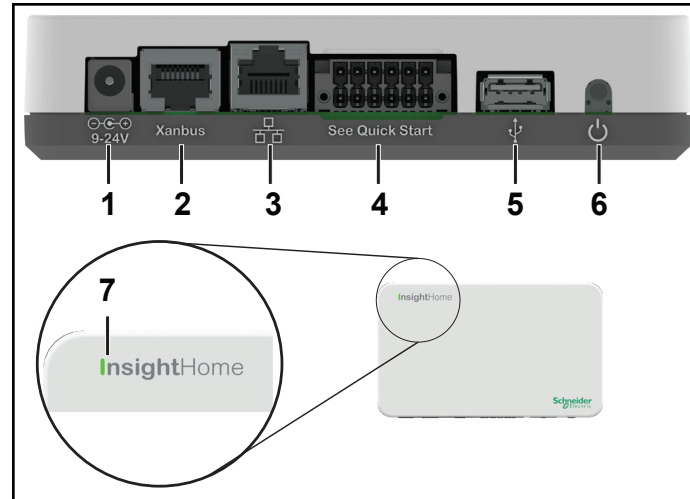 9-24V
Xanbus
See Quick Start
1
2
3
4
5
6
7
InsightHome
InsightHome
Schneider
Electric